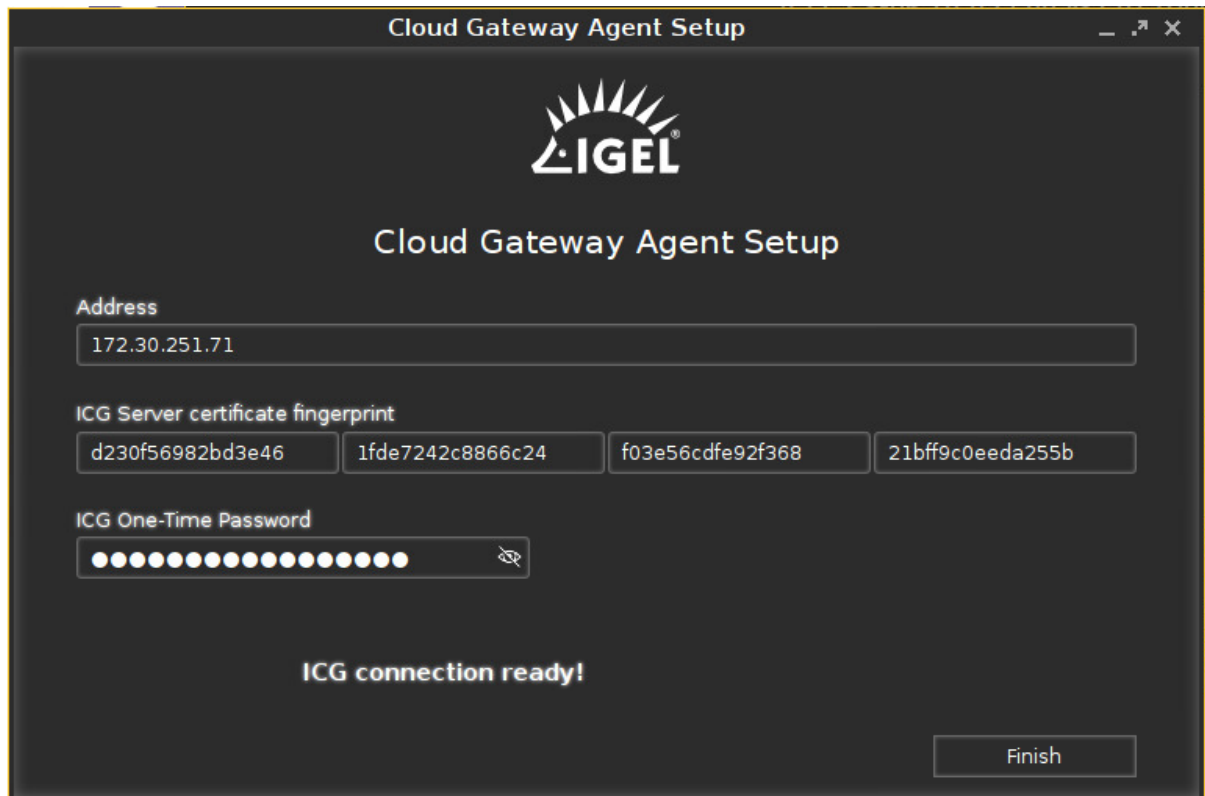 Cloud Gateway Agent Setup
IGEL®
Cloud Gateway Agent Setup
Address
172.30.251.71
ICG Server certificate fingerprint
d230f56982bd3e46 1fde7242c8866c24 f03e56cdfe92f368 21bff9c0eeda255b
ICG One-Time Password
●●●●●●●●●●●●●●●●●
ICG connection ready!
Finish